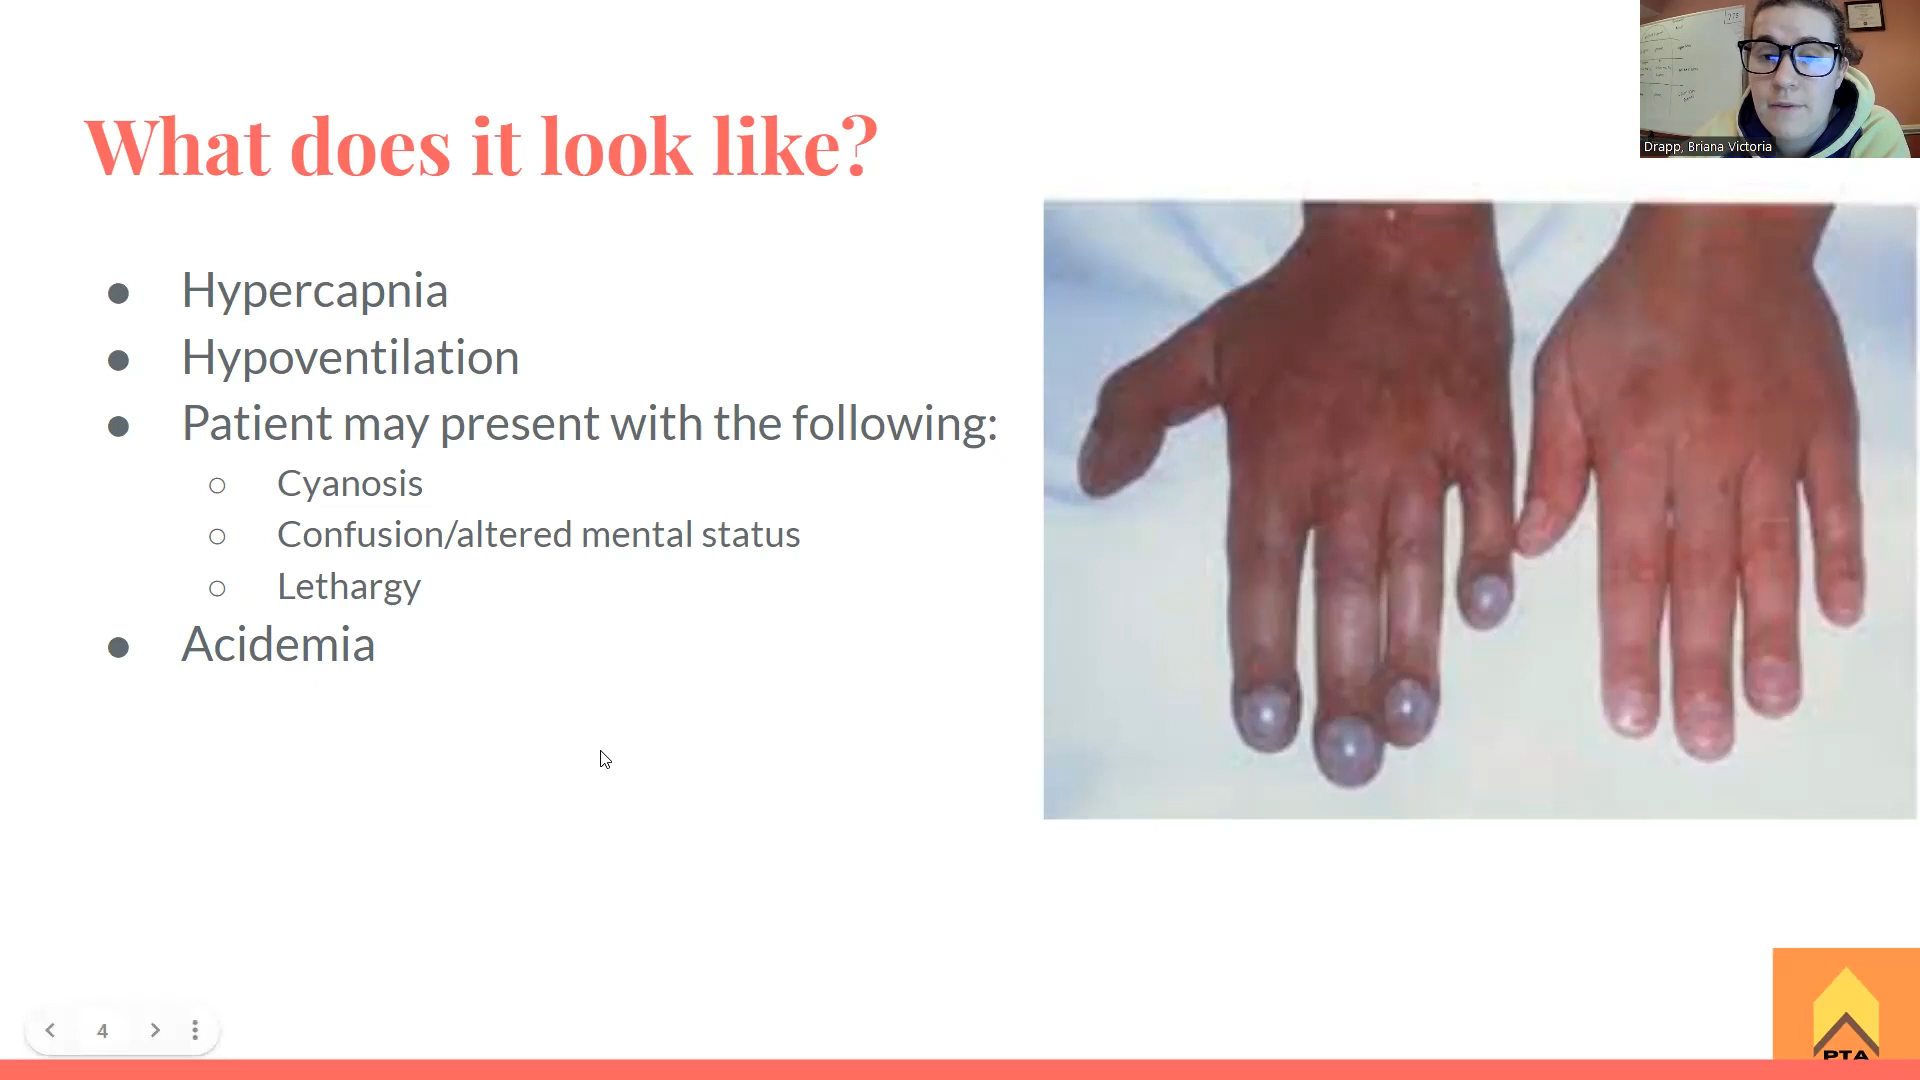 What does it look like?
● Hypercapnia
● Hypoventilation
● Patient may present with the following:
○ Cyanosis
○ Confusion/altered mental status
○ Lethargy
● Acidemia
Drapp, Briana Victoria
4
PTA